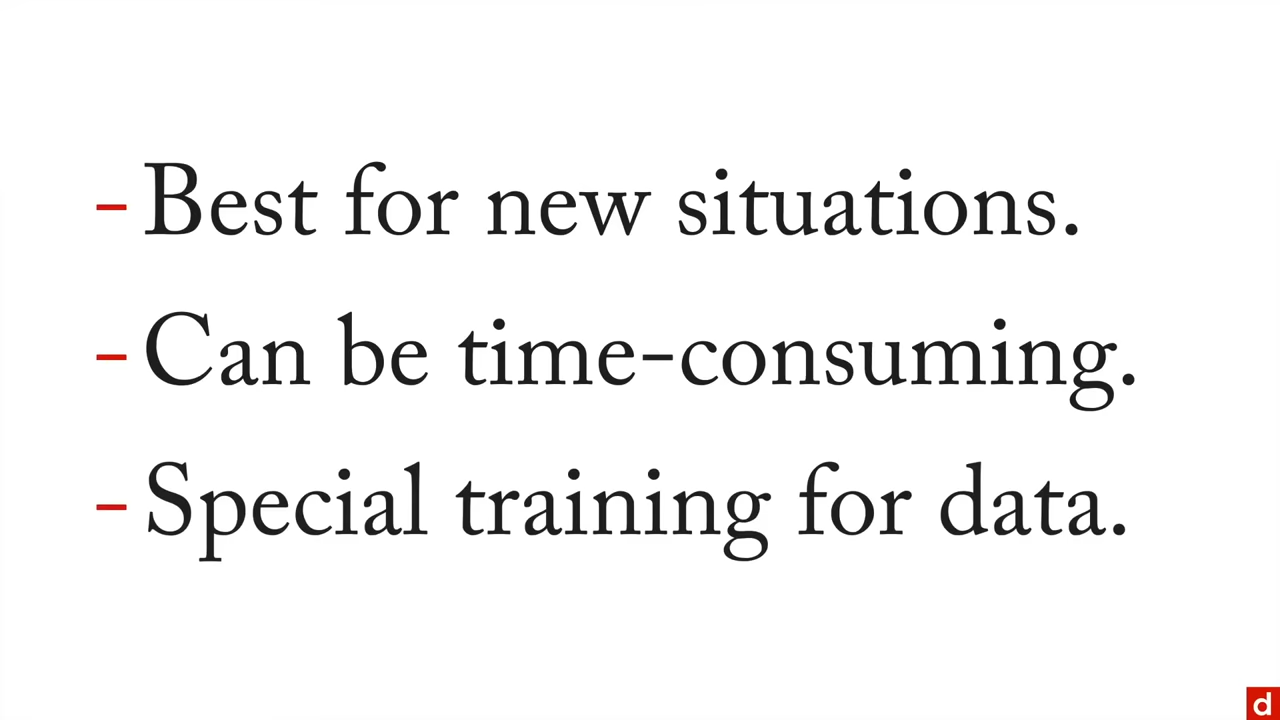 - Best for new situations.
- Can be time-consuming.
- Special training for data.
d